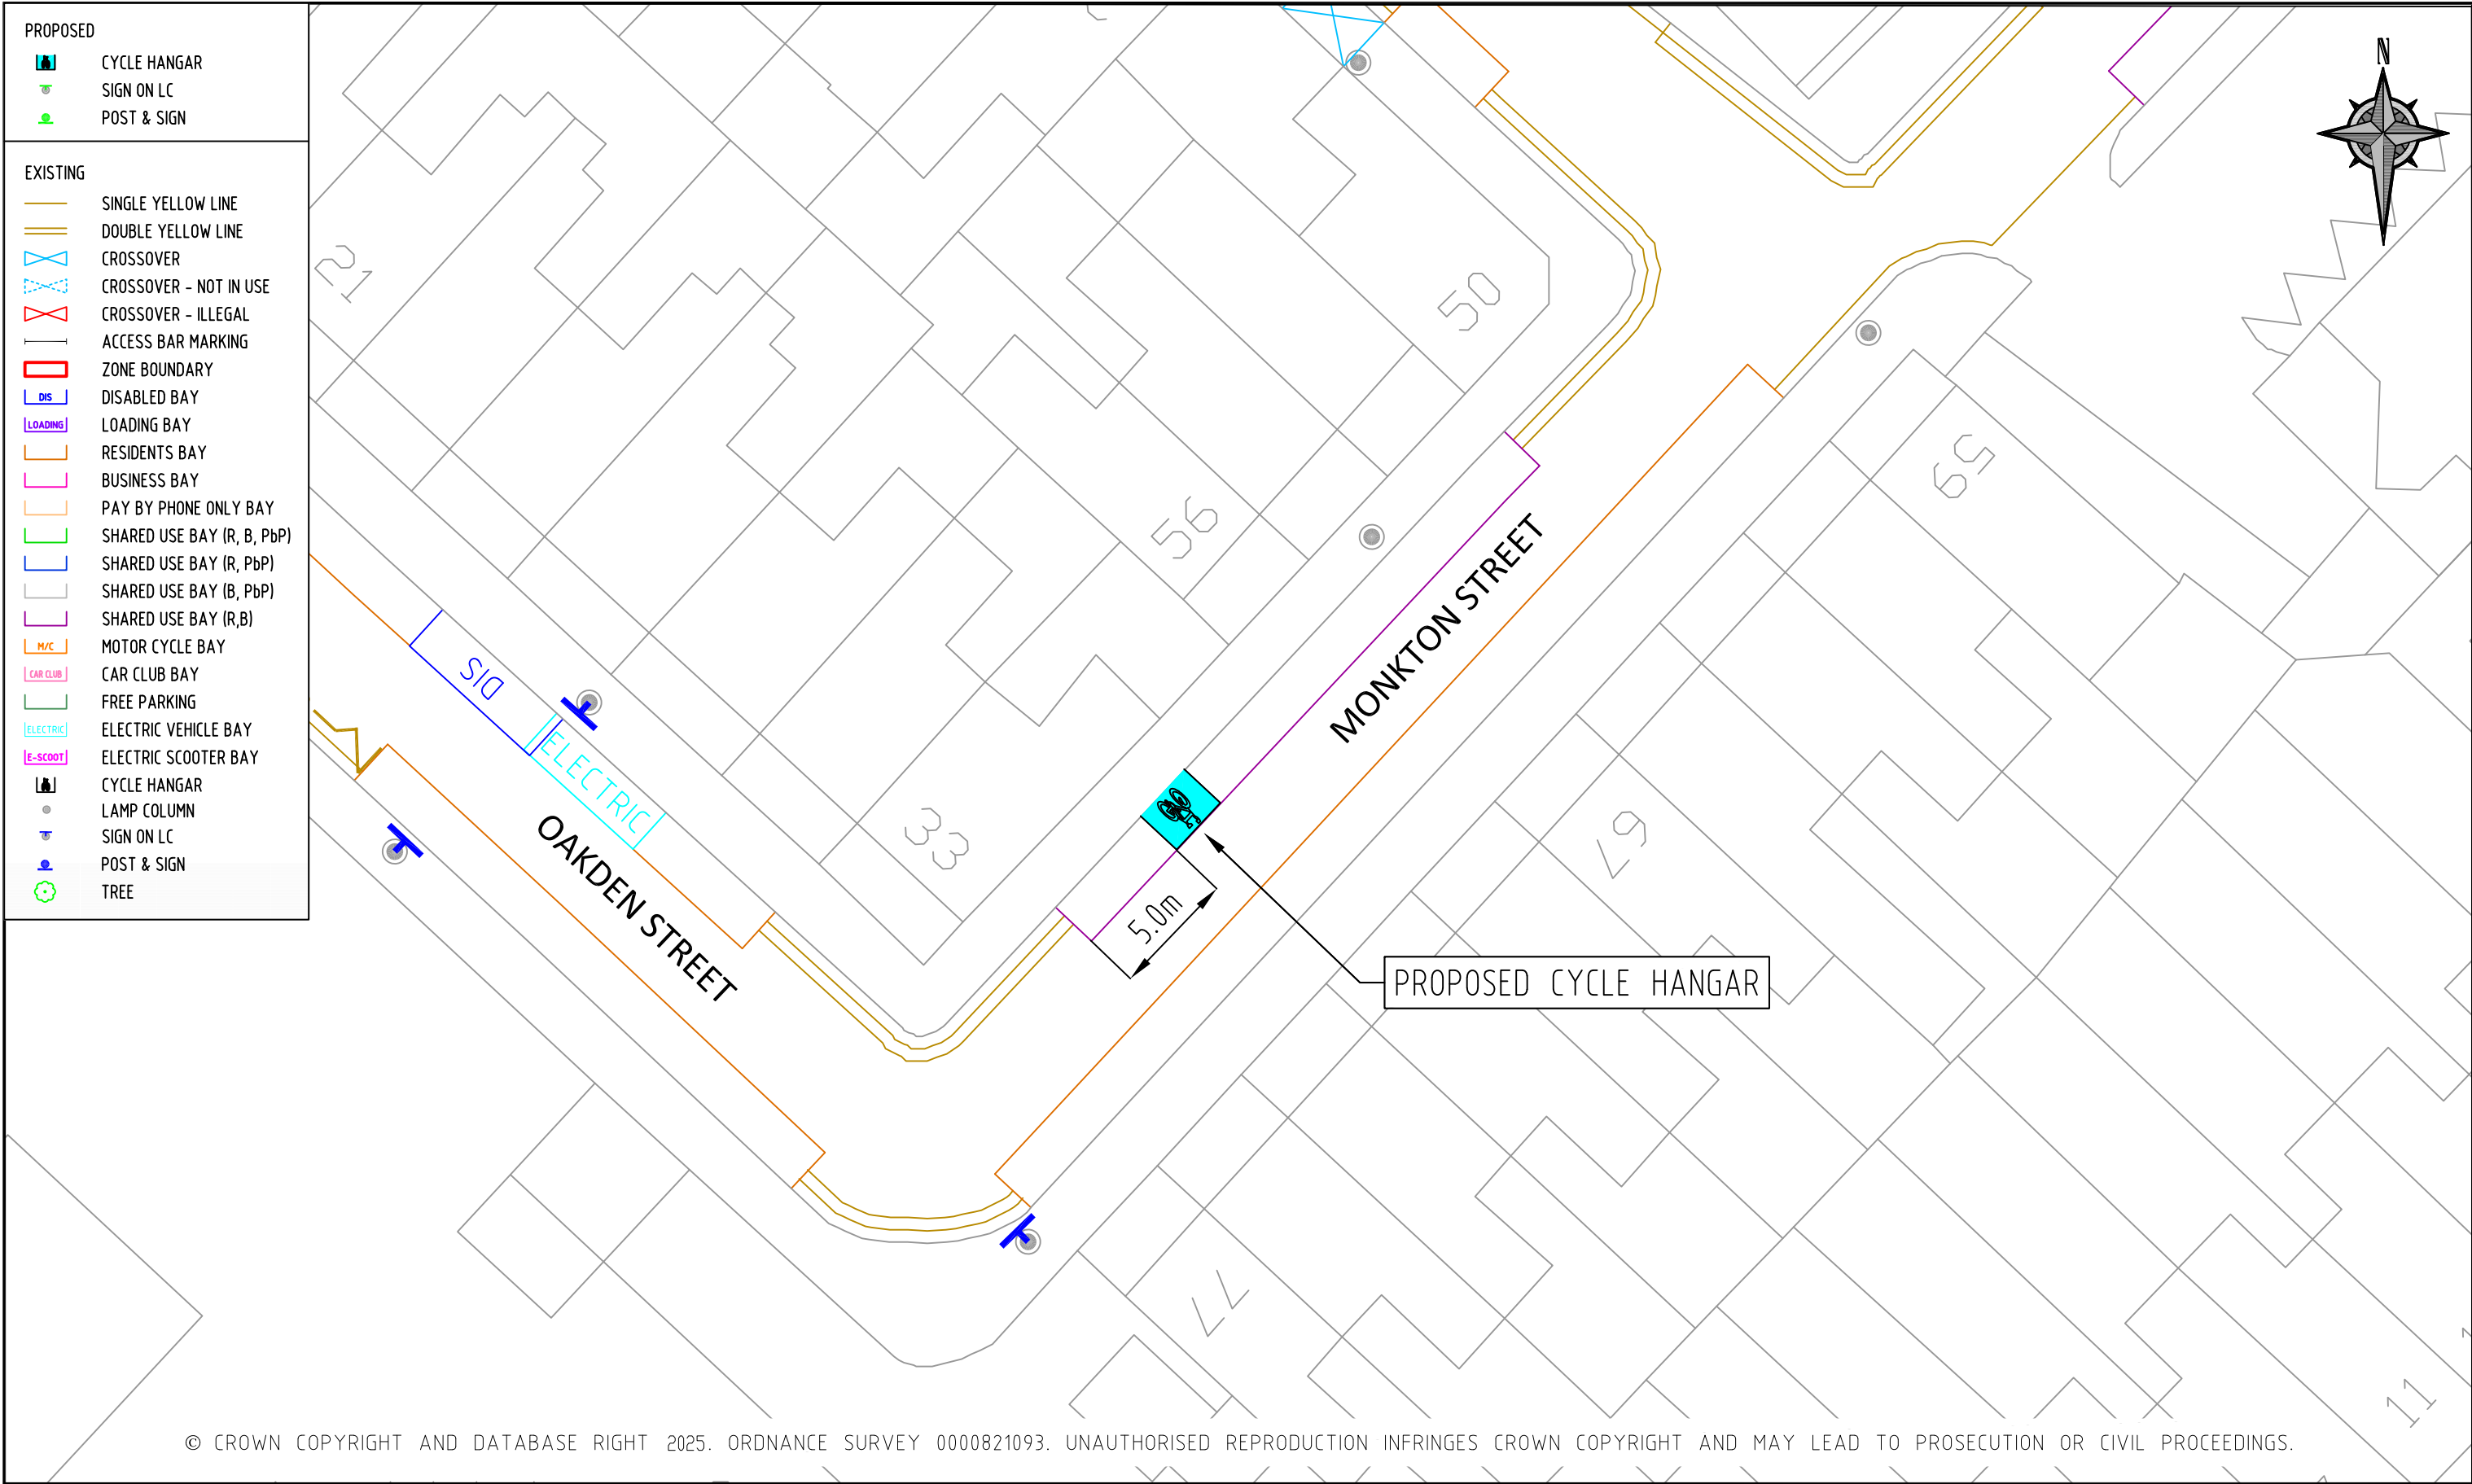 PROPOSED
CYCLE HANGAR
SIGN ON LC
POST & SIGN
EXISTING
SINGLE YELLOW LINE
DOUBLE YELLOW LINE
CROSSOVER
CROSSOVER - NOT IN USE
CROSSOVER - ILLEGAL
ACCESS BAR MARKING
ZONE BOUNDARY
DIS DISABLED BAY
LOADING LOADING BAY
RESIDENTS BAY
BUSINESS BAY
PAY BY PHONE ONLY BAY
SHARED USE BAY (R, B, PbP)
SHARED USE BAY (R, PbP)
SHARED USE BAY (B, PbP)
SHARED USE BAY (R,B)
M/C MOTOR CYCLE BAY
CAR CLUB CAR CLUB BAY
FREE PARKING
ELECTRIC ELECTRIC VEHICLE BAY
E-SCOOT ELECTRIC SCOOTER BAY
CYCLE HANGAR
LAMP COLUMN
SIGN ON LC
POST & SIGN
TREE
N
21
50
56
59
33
67
77
11
DIS
ELECTRIC
OAKDEN STREET
MONKTON STREET
5.0m
PROPOSED CYCLE HANGAR
© CROWN COPYRIGHT AND DATABASE RIGHT 2025. ORDNANCE SURVEY 0000821093. UNAUTHORISED REPRODUCTION INFRINGES CROWN COPYRIGHT AND MAY LEAD TO PROSECUTION OR CIVIL PROCEEDINGS.